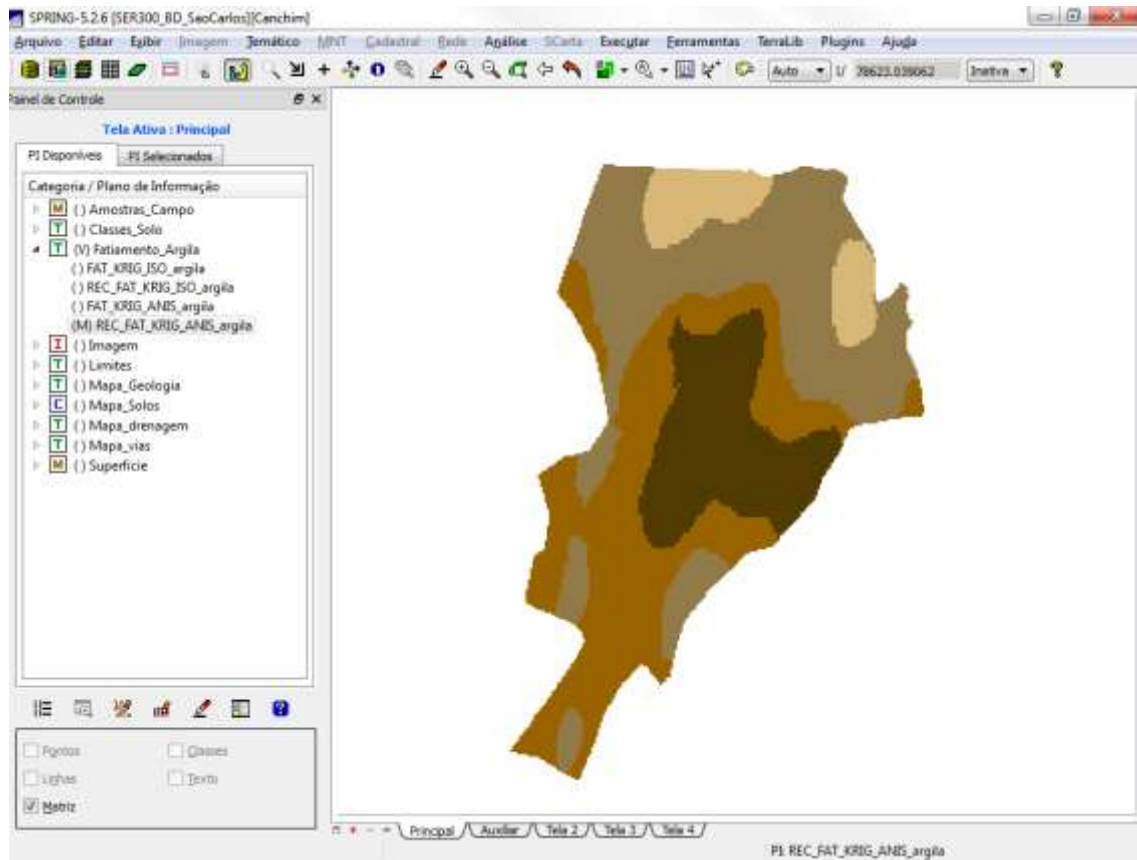 SPRING-5.2.6 [SER300_BD_SaoCarlos][Canchim]
Arquivo Editar Exibir Imagem Temático MNT Cadastral Rede Análise SCarta Executar Ferramentas TerraLib Plugins Ajuda
Auto 1/ 78623.039062 Inativa
Painel de Controle
Tela Ativa : Principal
PI Disponíveis PI Selecionados
Categoria / Plano de Informação
M () Amostras_Campo
T () Classes_Solo
T (V) Fatiamento_Argila
() FAT_KRIG_ISO_argila
() REC_FAT_KRIG_ISO_argila
() FAT_KRIG_ANIS_argila
(M) REC_FAT_KRIG_ANIS_argila
I () Imagem
T () Limites
T () Mapa_Geologia
C () Mapa_Solos
T () Mapa_drenagem
T () Mapa_vias
M () Superficie
Pontos Classes
Linhas Texto
Matriz
Principal Auxiliar Tela 2 Tela 3 Tela 4
PI: REC_FAT_KRIG_ANIS_argila